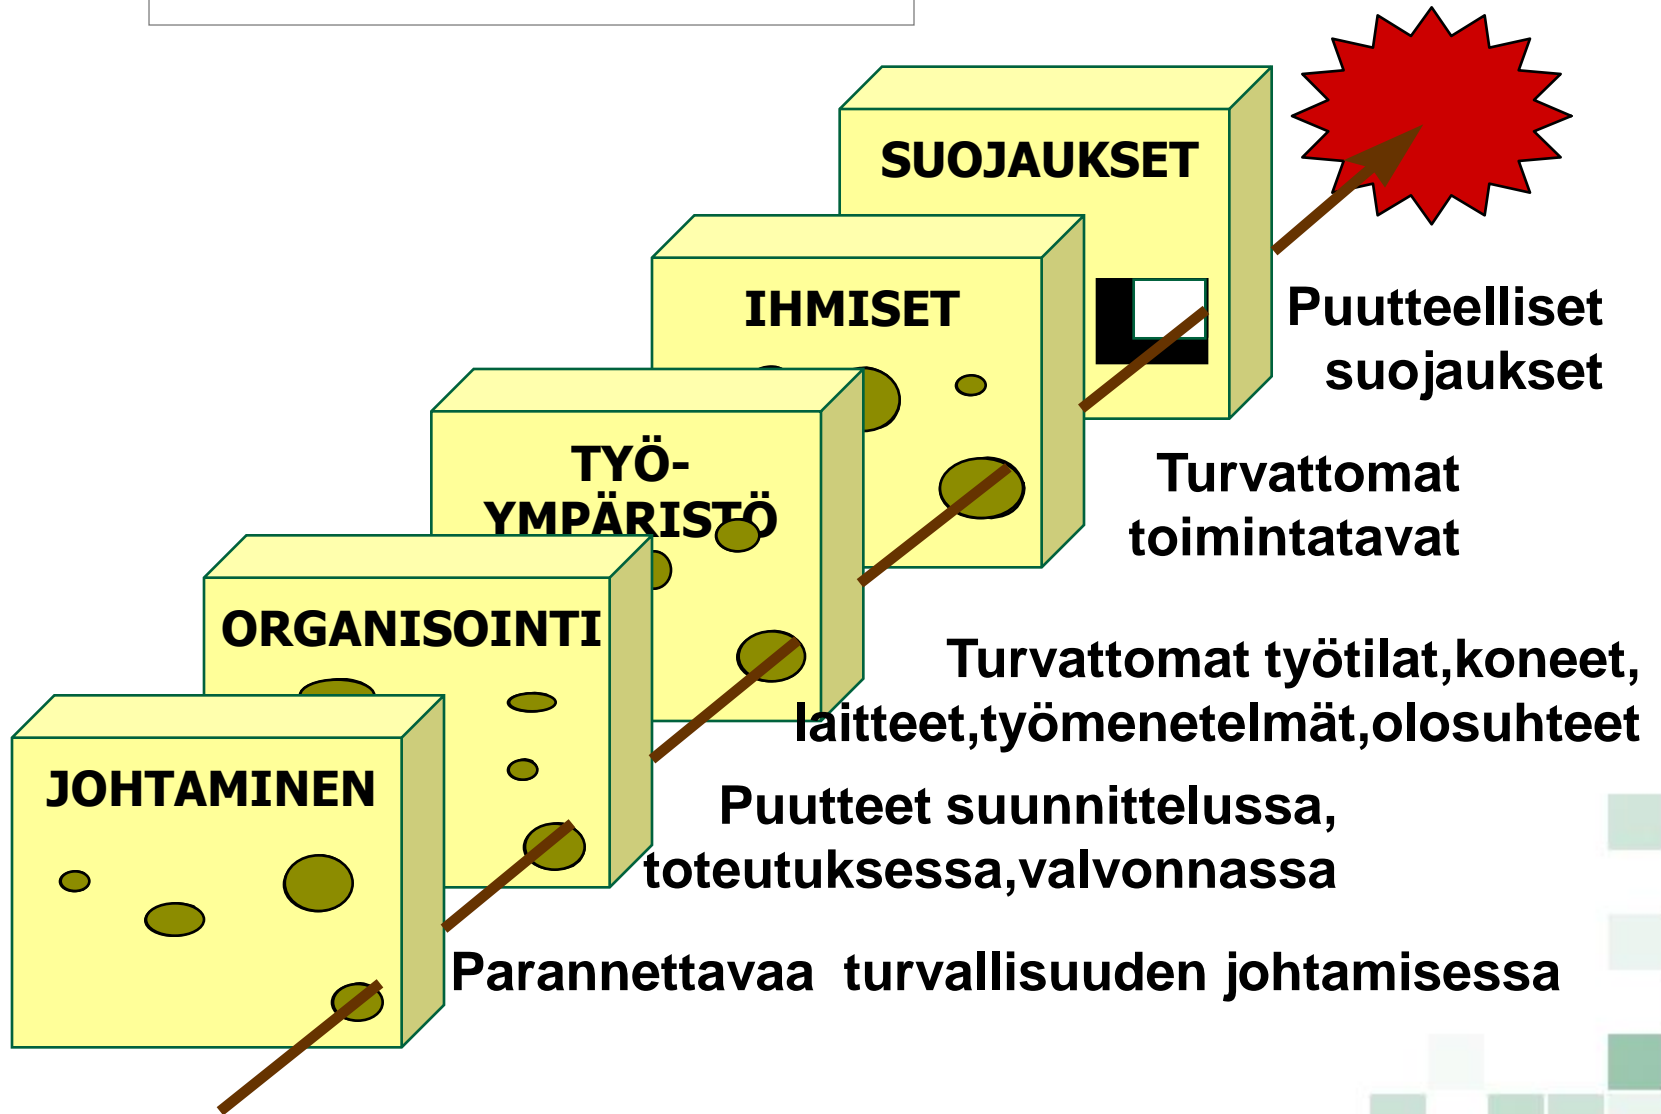 SUOJAUKSET
Puutteelliset
suojaukset
IHMISET
Turvattomat
toimintatavat
TYÖ-
YMPÄRISTÖ
Turvattomat työtilat,koneet,
laitteet,työmenetelmät,olosuhteet
ORGANISOINTI
Puutteet suunnittelussa,
toteutuksessa,valvonnassa
JOHTAMINEN
Parannettavaa  turvallisuuden johtamisessa